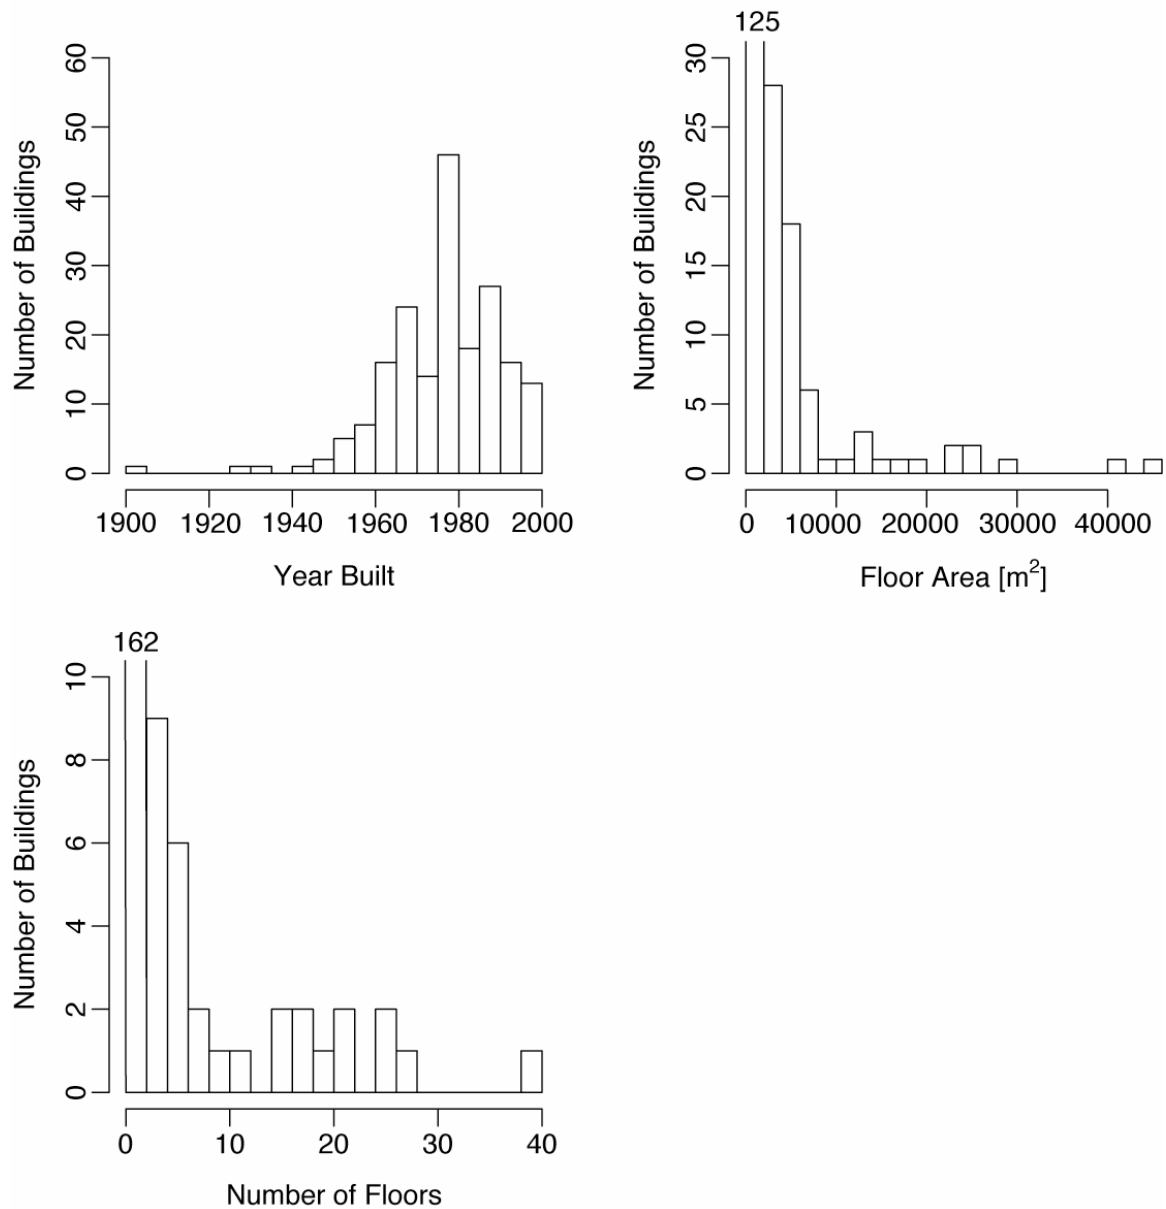 60
50
40
30
20
10
0
Number of Buildings
1900 1920 1940 1960 1980 2000
Year Built
125
30
25
20
15
10
5
0
Number of Buildings
0 10000 20000 30000 40000
Floor Area [m²]
162
10
8
6
4
2
0
Number of Buildings
0 10 20 30 40
Number of Floors